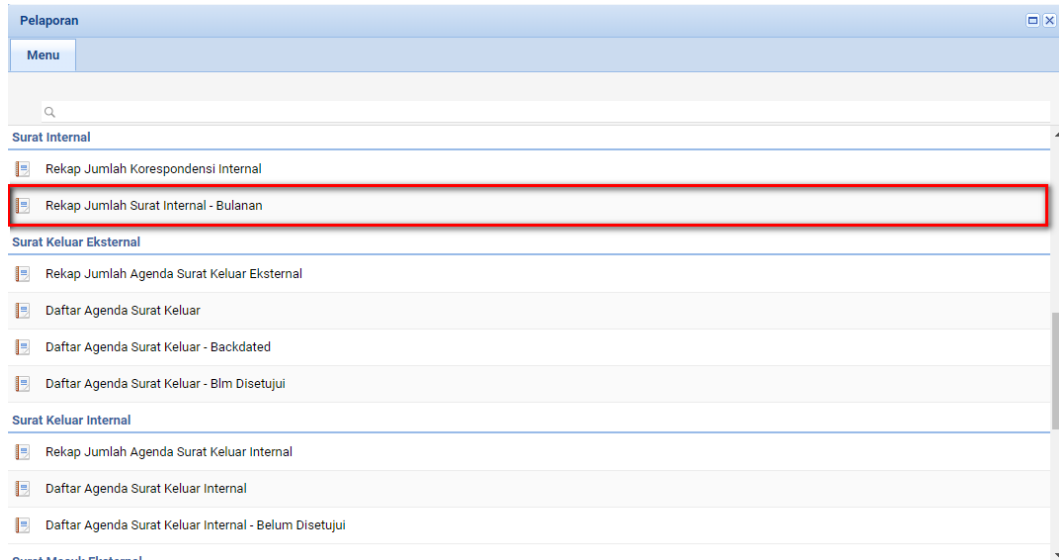 Pelaporan
Menu
Surat Internal
Rekap Jumlah Korespondensi Internal
Rekap Jumlah Surat Internal - Bulanan
Surat Keluar Eksternal
Rekap Jumlah Agenda Surat Keluar Eksternal
Daftar Agenda Surat Keluar
Daftar Agenda Surat Keluar - Backdated
Daftar Agenda Surat Keluar - Blm Disetujui
Surat Keluar Internal
Rekap Jumlah Agenda Surat Keluar Internal
Daftar Agenda Surat Keluar Internal
Daftar Agenda Surat Keluar Internal - Belum Disetujui
Surat Masuk Eksternal